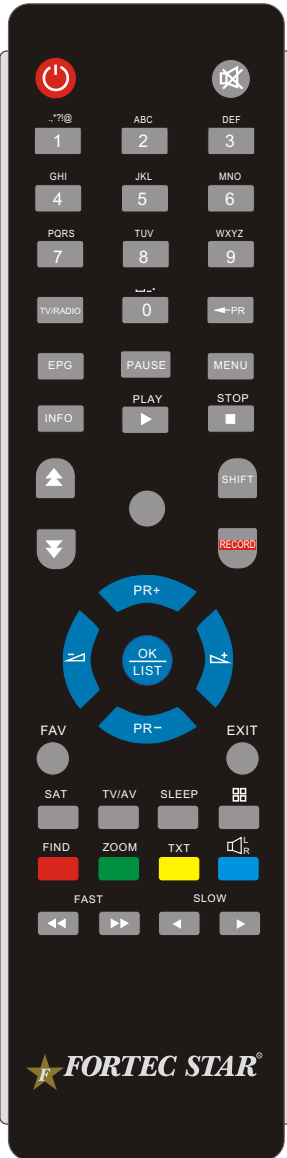 .,*?!@ ABC DEF
1 2 3
GHI JKL MNO
4 5 6
PQRS TUV WXYZ
7 8 9
␣_-.
TV/RADIO 0 ◄-PR
EPG PAUSE MENU
PLAY STOP
INFO
SHIFT
RECORD
PR+
- OK +
LIST
PR-
FAV EXIT
SAT TV/AV SLEEP
FIND ZOOM TXT L
R
FAST SLOW
F FORTEC STAR®